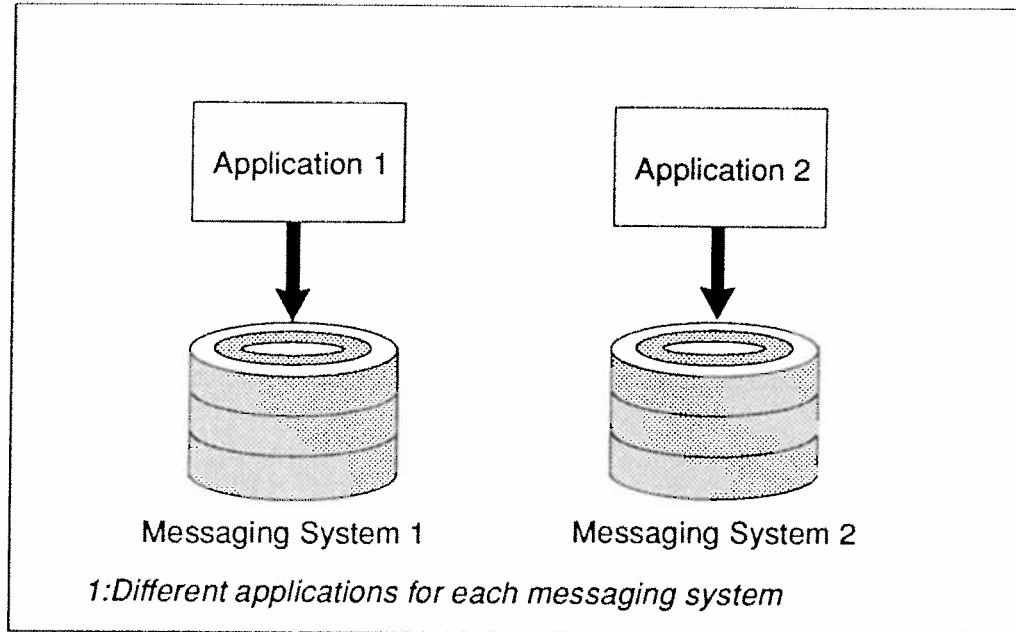 Application 1
Application 2
Messaging System 1
Messaging System 2
1:Different applications for each messaging system